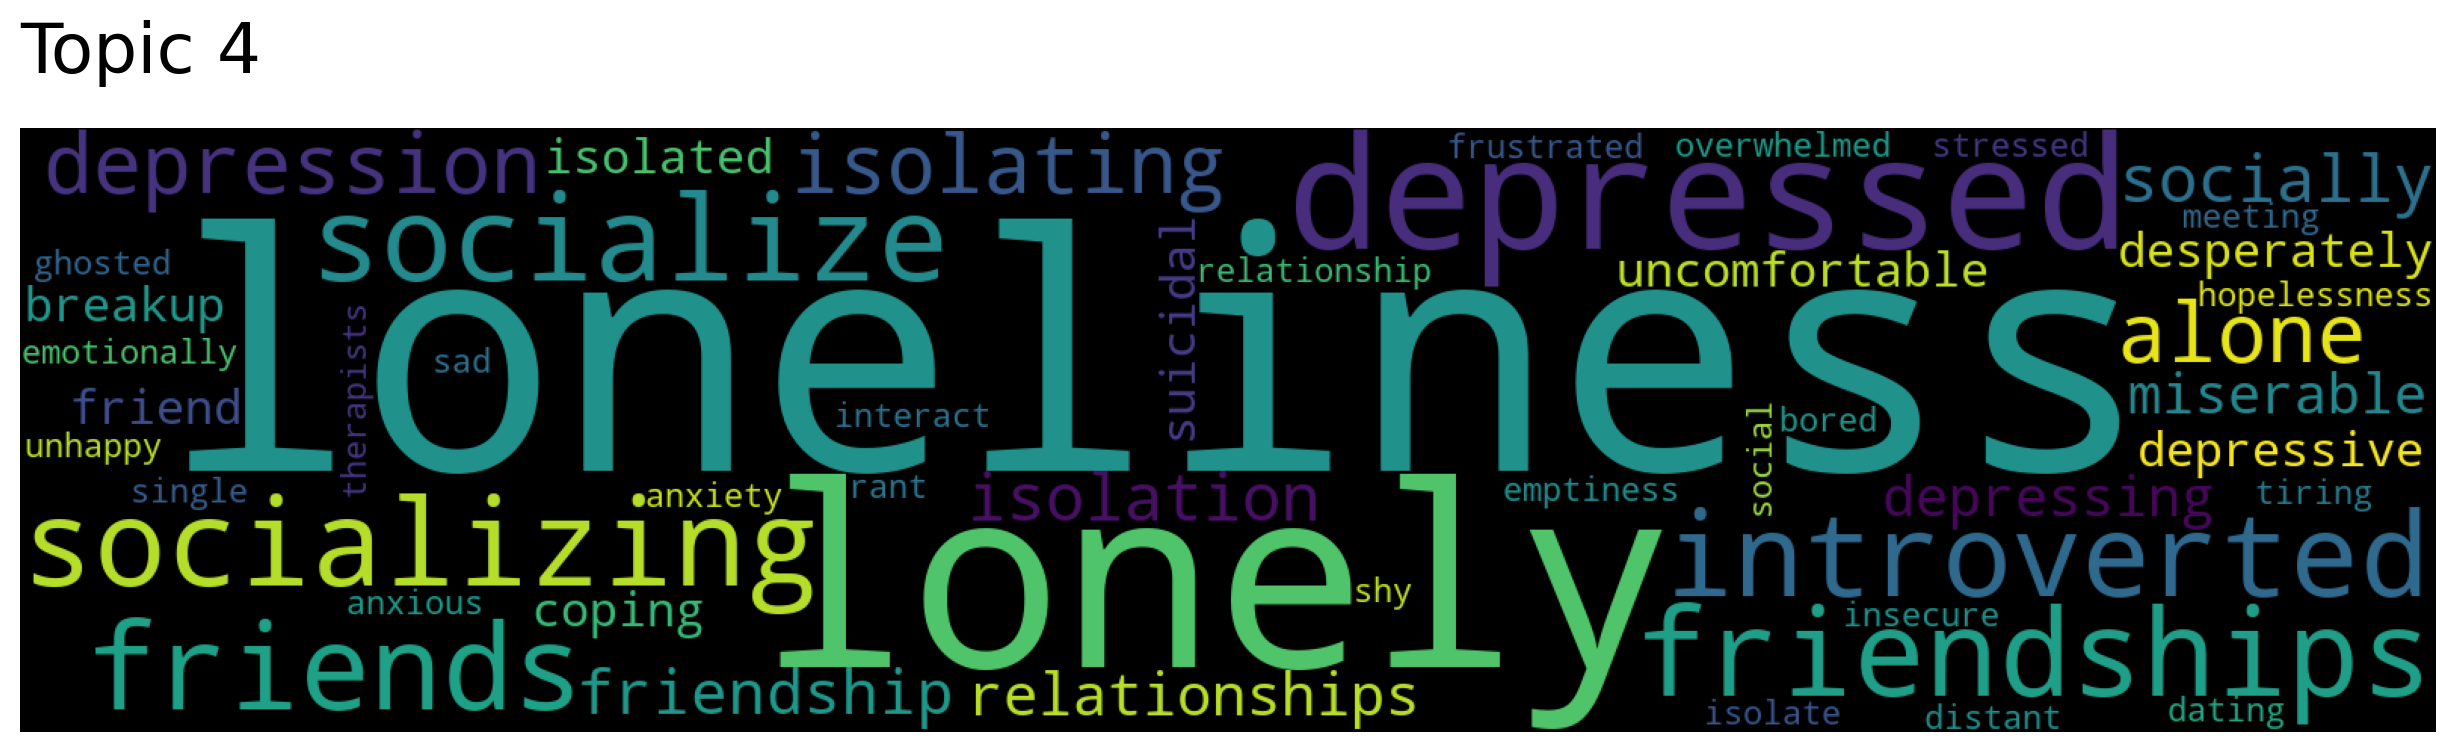 Topic 4
depression
isolated
isolating
depressed
frustrated
overwhelmed
stressed
socially
meeting
socialize
loneliness
ghosted
suicidal
relationship
uncomfortable
desperately
hopelessness
breakup
alone
emotionally
therapists
sad
miserable
friend
interact
social
bored
unhappy
depressive
single
anxiety
rant
isolation
emptiness
depressing
tiring
socializing
lonely
introverted
anxious
coping
shy
insecure
friends
friendship
relationships
friendships
isolate
distant
dating